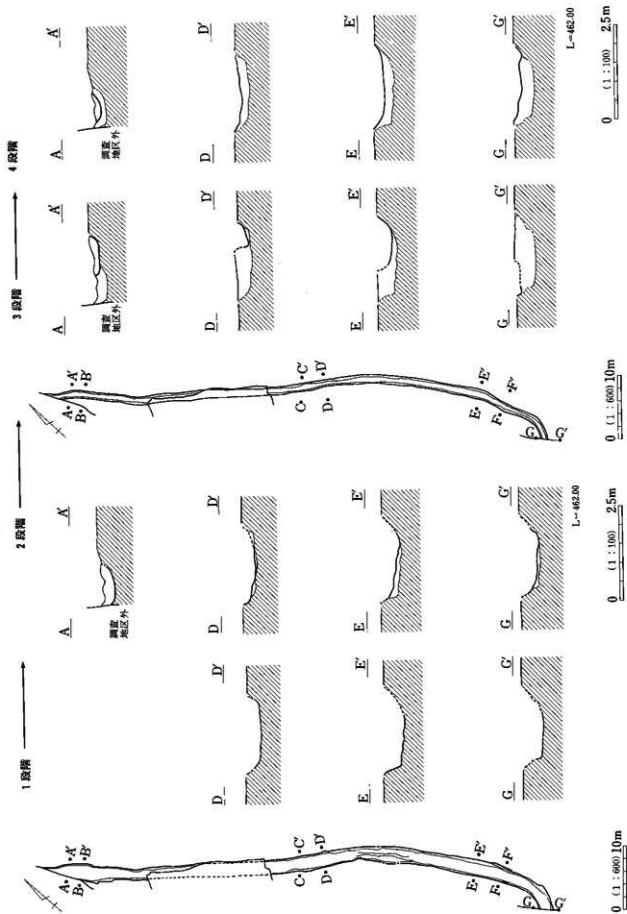 1段階
2段階
3段階
4段階
A A'
B B'
C C'
D D'
E E'
F F'
G G'
0 (1:600) 10m
D D'
E E'
G G'
A A'
調査
地区外
D D'
E E'
G G'
L=462.00
0 (1:100) 2.5m
A A'
B B'
C C'
D D'
E E'
F F'
G G'
0 (1:600) 10m
A A'
調査
地区外
D D'
E E'
G G'
A A'
調査
地区外
D D'
E E'
G G'
L=462.00
0 (1:100) 2.5m